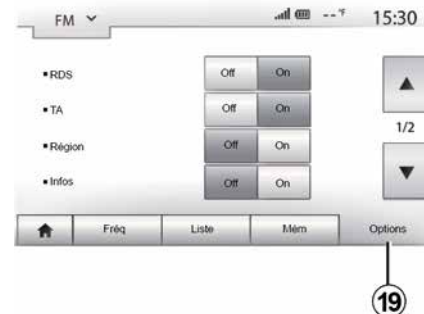 FM --°F 15:30
▪ RDS Off On
▪ TA Off On
1/2
▪ Région Off On
▪ Infos Off On
Fréq Liste Mém Options
19